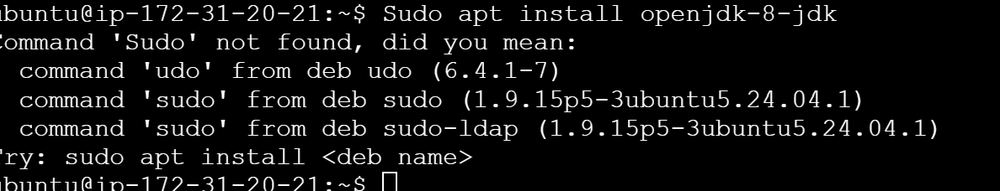 ubuntu@ip-172-31-20-21:~$ Sudo apt install openjdk-8-jdk
Command 'Sudo' not found, did you mean:
  command 'udo' from deb udo (6.4.1-7)
  command 'sudo' from deb sudo (1.9.15p5-3ubuntu5.24.04.1)
  command 'sudo' from deb sudo-ldap (1.9.15p5-3ubuntu5.24.04.1)
Try: sudo apt install <deb name>
ubuntu@ip-172-31-20-21:~$